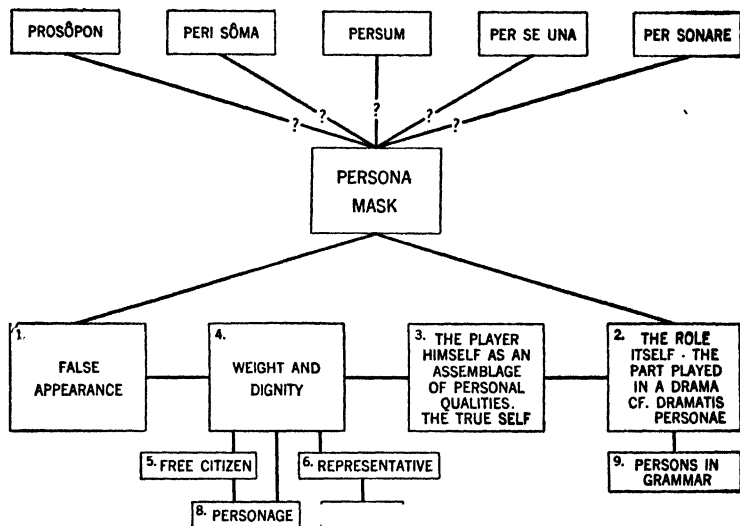 PROSÔPON
PERI SÔMA
PERSUM
PER SE UNA
PER SONARE
?
?
?
?
?
PERSONA
MASK
1.
FALSE
APPEARANCE
4.
WEIGHT AND
DIGNITY
3. THE PLAYER
HIMSELF AS AN
ASSEMBLAGE
OF PERSONAL
QUALITIES.
THE TRUE SELF
2. THE ROLE
ITSELF - THE
PART PLAYED
IN A DRAMA
CF. DRAMATIS
PERSONAE
5. FREE CITIZEN
6. REPRESENTATIVE
9. PERSONS IN
GRAMMAR
8. PERSONAGE